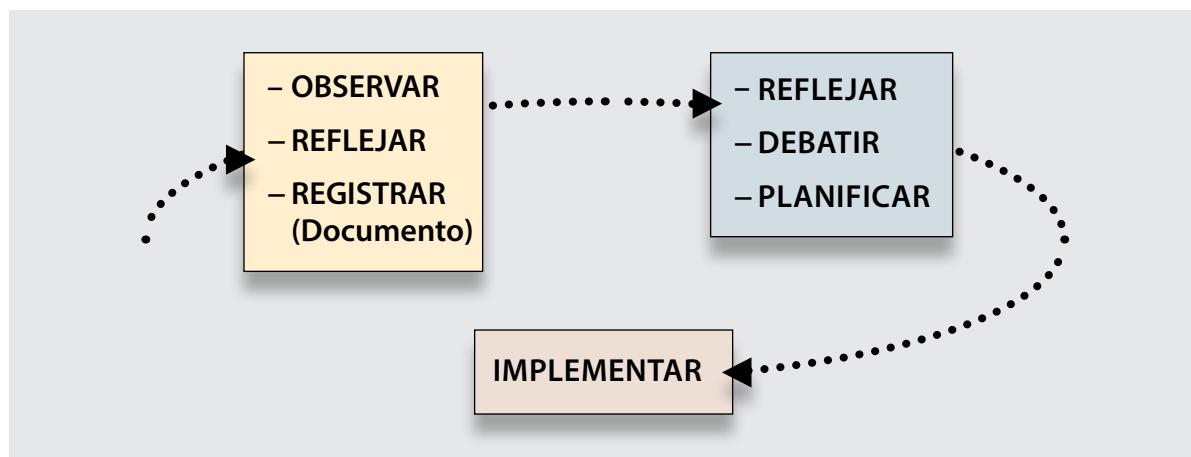 – OBSERVAR
– REFLEJAR
– REGISTRAR
(Documento)
– REFLEJAR
– DEBATIR
– PLANIFICAR
IMPLEMENTAR